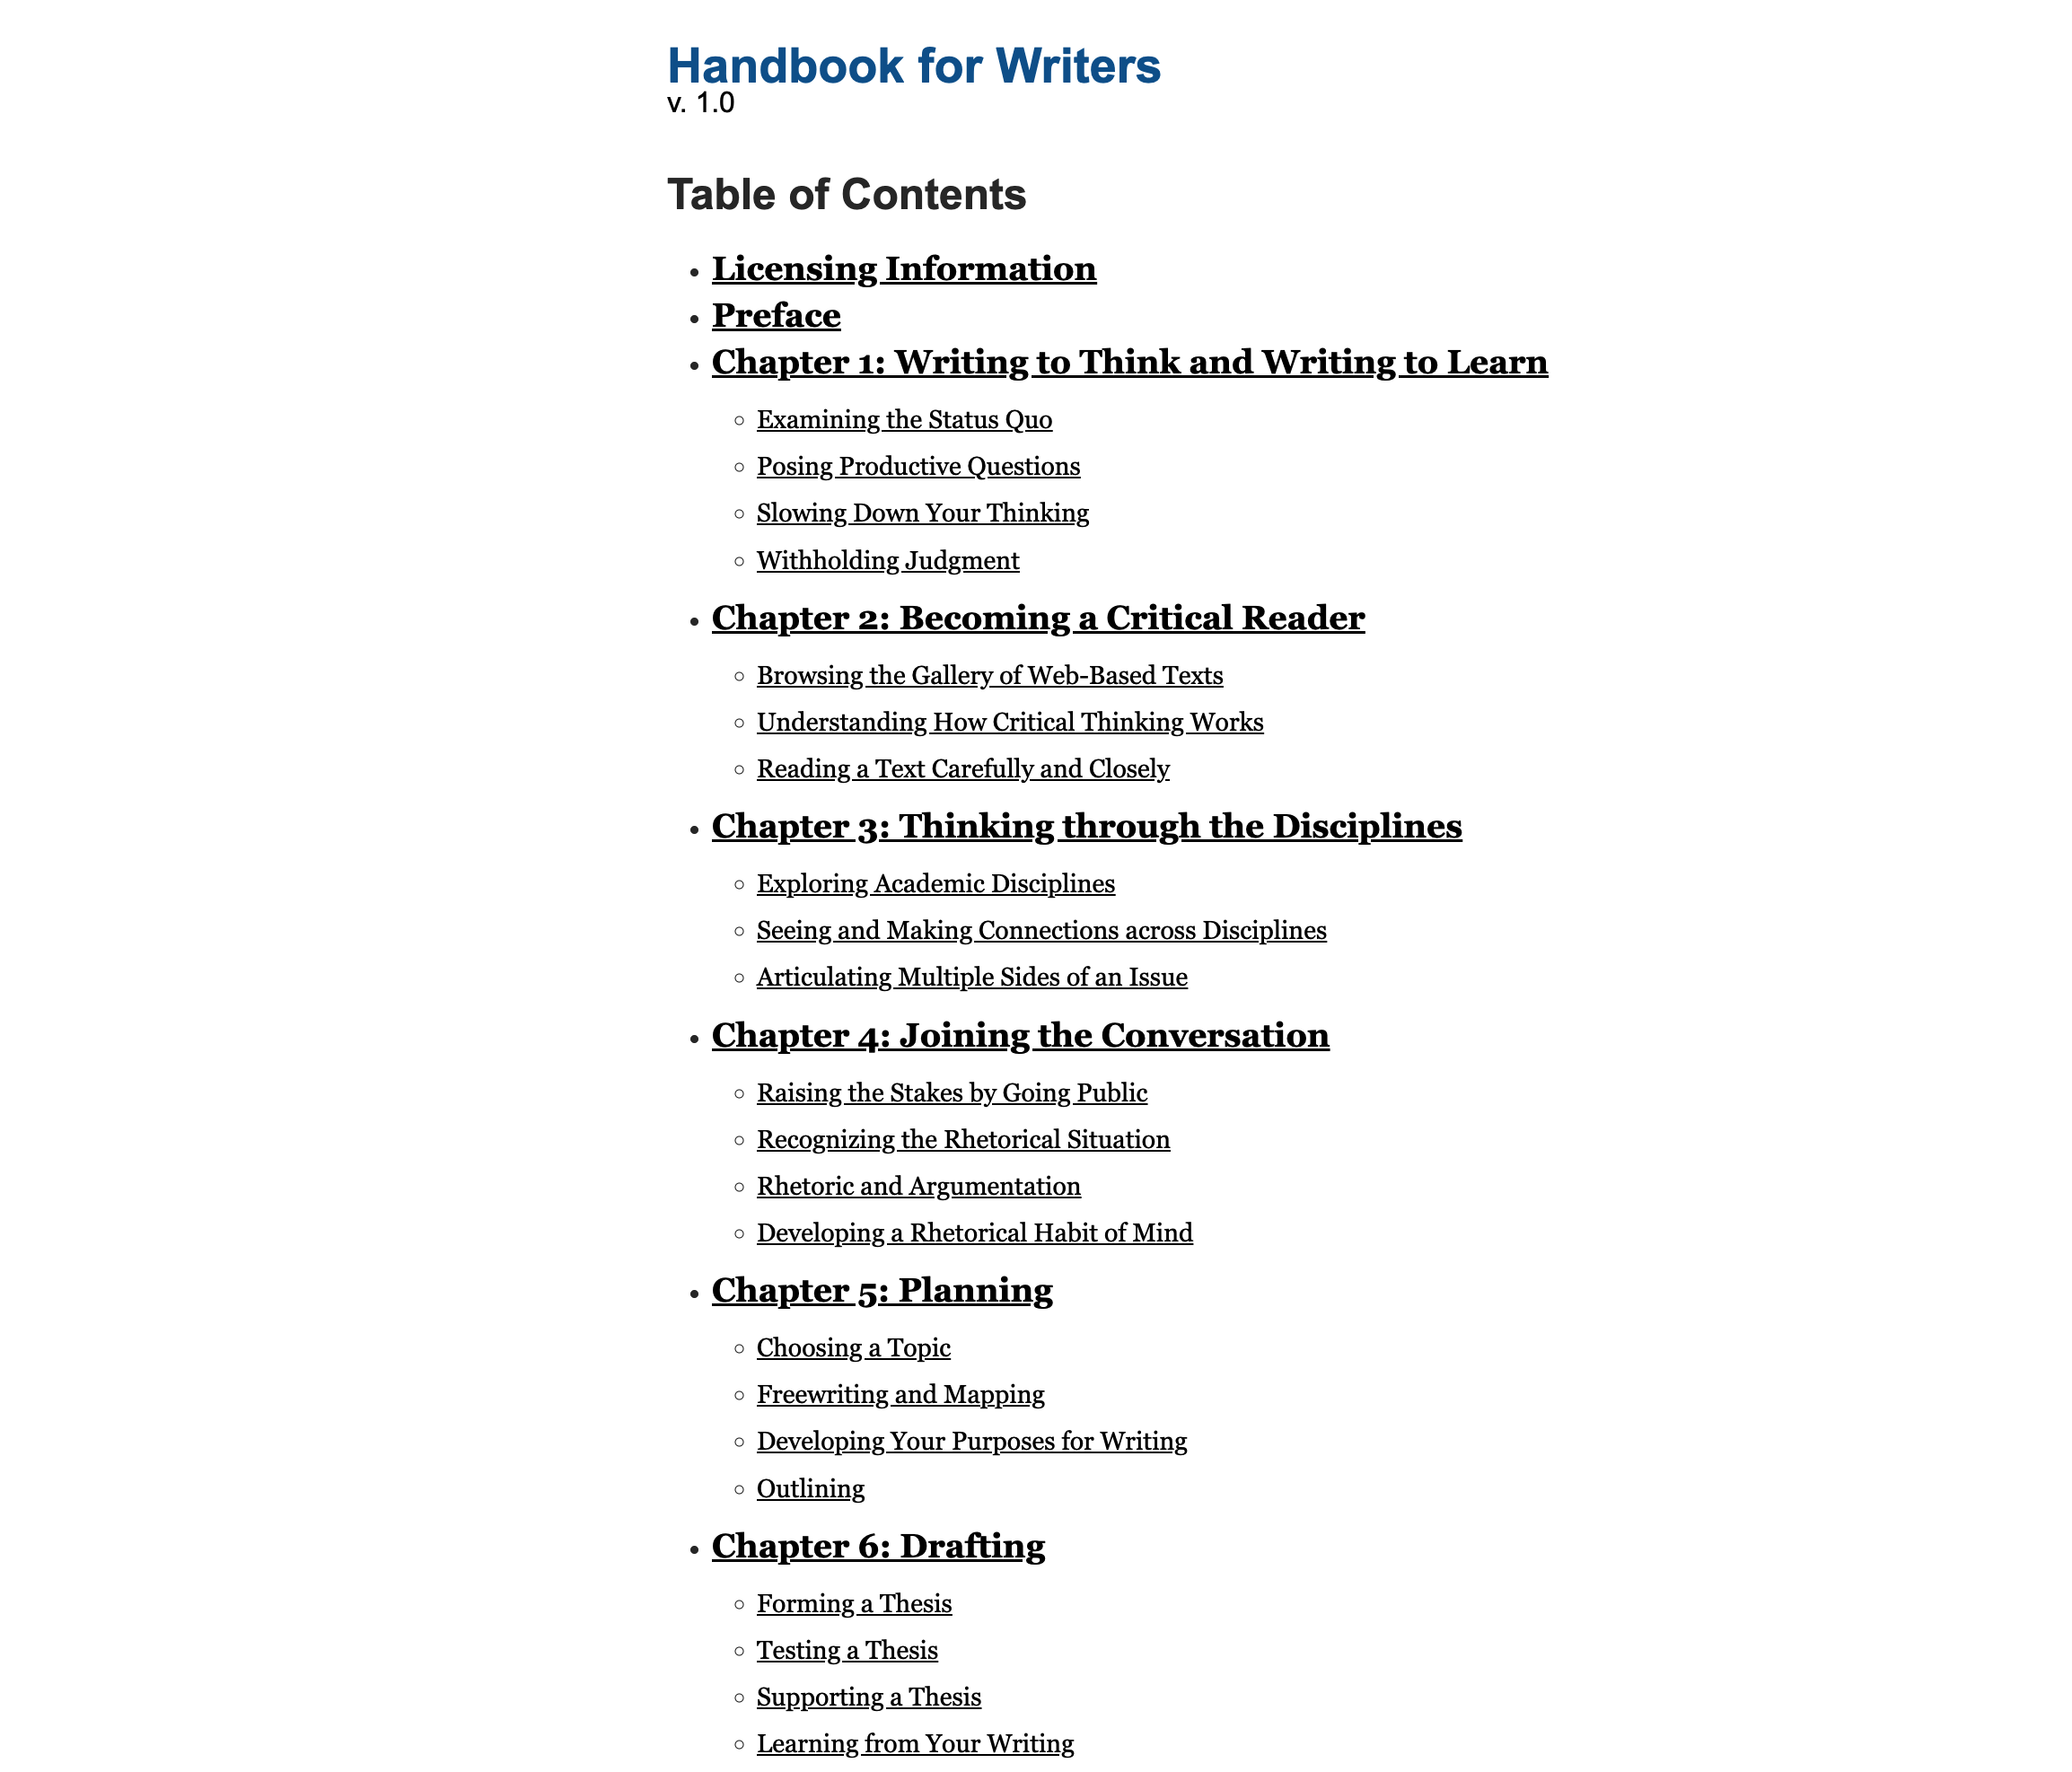 Handbook for Writers
v. 1.0
Table of Contents
Licensing Information
Preface
Chapter 1: Writing to Think and Writing to Learn
Examining the Status Quo
Posing Productive Questions
Slowing Down Your Thinking
Withholding Judgment
Chapter 2: Becoming a Critical Reader
Browsing the Gallery of Web-Based Texts
Understanding How Critical Thinking Works
Reading a Text Carefully and Closely
Chapter 3: Thinking through the Disciplines
Exploring Academic Disciplines
Seeing and Making Connections across Disciplines
Articulating Multiple Sides of an Issue
Chapter 4: Joining the Conversation
Raising the Stakes by Going Public
Recognizing the Rhetorical Situation
Rhetoric and Argumentation
Developing a Rhetorical Habit of Mind
Chapter 5: Planning
Choosing a Topic
Freewriting and Mapping
Developing Your Purposes for Writing
Outlining
Chapter 6: Drafting
Forming a Thesis
Testing a Thesis
Supporting a Thesis
Learning from Your Writing